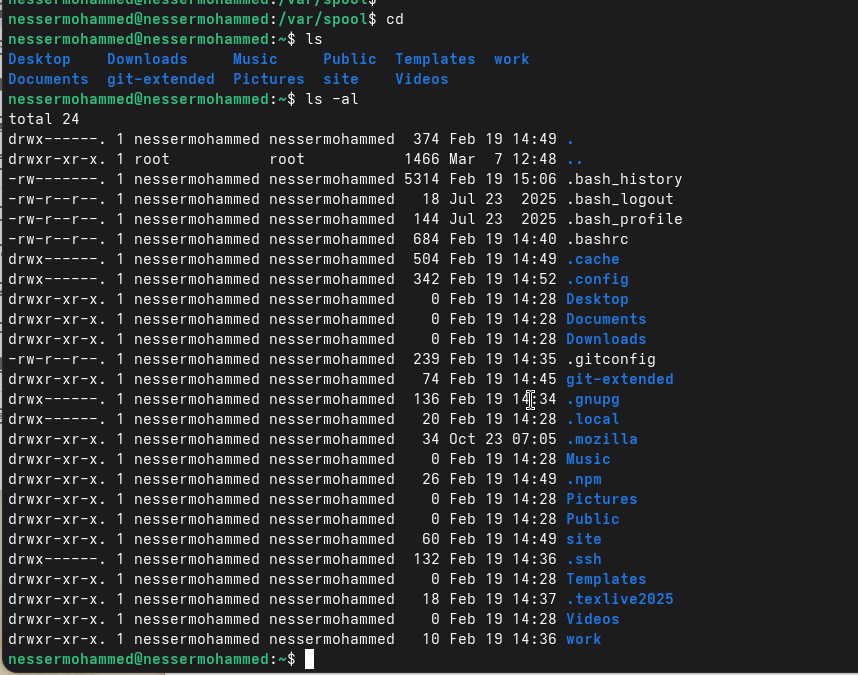 nessermohammed@nessermohammed:/var/spool$
nessermohammed@nessermohammed:/var/spool$ cd
nessermohammed@nessermohammed:~$ ls
Desktop    Downloads     Music     Public  Templates  work
Documents  git-extended  Pictures  site    Videos
nessermohammed@nessermohammed:~$ ls -al
total 24
drwx------. 1 nessermohammed nessermohammed  374 Feb 19 14:49 .
drwxr-xr-x. 1 root           root           1466 Mar  7 12:48 ..
-rw-------. 1 nessermohammed nessermohammed 5314 Feb 19 15:06 .bash_history
-rw-r--r--. 1 nessermohammed nessermohammed   18 Jul 23  2025 .bash_logout
-rw-r--r--. 1 nessermohammed nessermohammed  144 Jul 23  2025 .bash_profile
-rw-r--r--. 1 nessermohammed nessermohammed  684 Feb 19 14:40 .bashrc
drwx------. 1 nessermohammed nessermohammed  504 Feb 19 14:49 .cache
drwx------. 1 nessermohammed nessermohammed  342 Feb 19 14:52 .config
drwxr-xr-x. 1 nessermohammed nessermohammed    0 Feb 19 14:28 Desktop
drwxr-xr-x. 1 nessermohammed nessermohammed    0 Feb 19 14:28 Documents
drwxr-xr-x. 1 nessermohammed nessermohammed    0 Feb 19 14:28 Downloads
-rw-r--r--. 1 nessermohammed nessermohammed  239 Feb 19 14:35 .gitconfig
drwxr-xr-x. 1 nessermohammed nessermohammed   74 Feb 19 14:45 git-extended
drwx------. 1 nessermohammed nessermohammed  136 Feb 19 14:34 .gnupg
drwx------. 1 nessermohammed nessermohammed   20 Feb 19 14:28 .local
drwxr-xr-x. 1 nessermohammed nessermohammed   34 Oct 23 07:05 .mozilla
drwxr-xr-x. 1 nessermohammed nessermohammed    0 Feb 19 14:28 Music
drwxr-xr-x. 1 nessermohammed nessermohammed   26 Feb 19 14:49 .npm
drwxr-xr-x. 1 nessermohammed nessermohammed    0 Feb 19 14:28 Pictures
drwxr-xr-x. 1 nessermohammed nessermohammed    0 Feb 19 14:28 Public
drwxr-xr-x. 1 nessermohammed nessermohammed   60 Feb 19 14:49 site
drwx------. 1 nessermohammed nessermohammed  132 Feb 19 14:36 .ssh
drwxr-xr-x. 1 nessermohammed nessermohammed    0 Feb 19 14:28 Templates
drwxr-xr-x. 1 nessermohammed nessermohammed   18 Feb 19 14:37 .texlive2025
drwxr-xr-x. 1 nessermohammed nessermohammed    0 Feb 19 14:28 Videos
drwxr-xr-x. 1 nessermohammed nessermohammed   10 Feb 19 14:36 work
nessermohammed@nessermohammed:~$